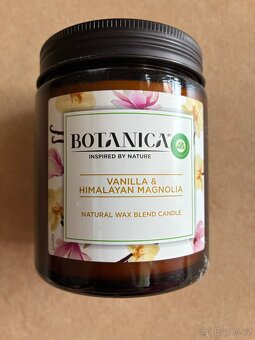 BOTANICA
INSPIRED BY NATURE
VANILLA &
HIMALAYAN MAGNOLIA
NATURAL WAX BLEND CANDLE